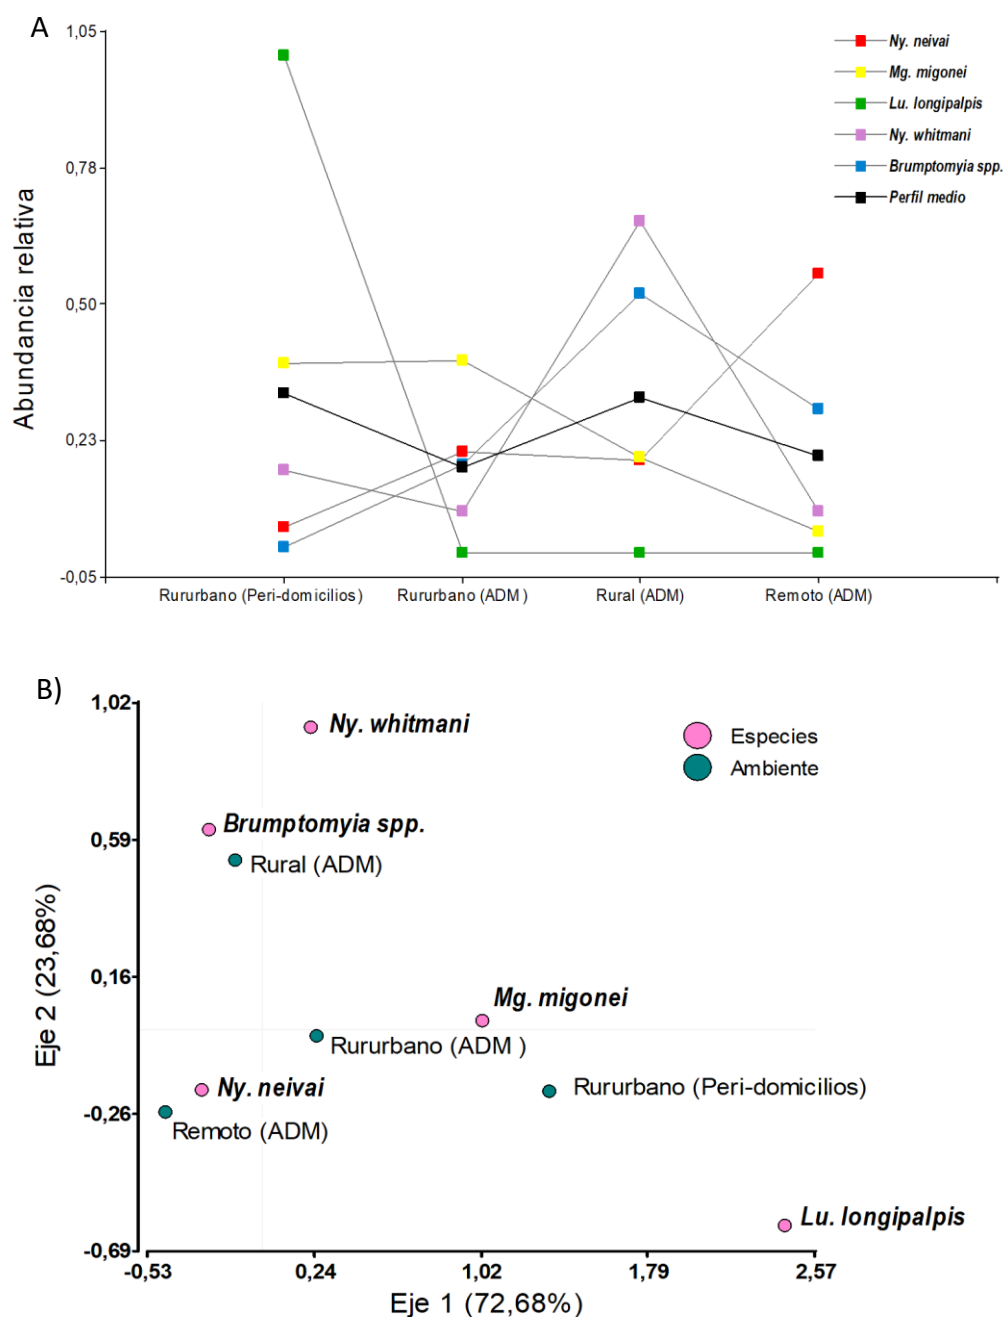 A
1,05
0,78
0,50
0,23
-0,05
Abundancia relativa
Ny. neivai
Mg. migonei
Lu. longipalpis
Ny. whitmani
Brumptomyia spp.
Perfil medio
Rururbano (Peri-domicilios)
Rururbano (ADM )
Rural (ADM)
Remoto (ADM)
B)
1,02
0,59
0,16
-0,26
-0,69
Eje 2 (23,68%)
Ny. whitmani
Especies
Ambiente
Brumptomyia spp.
Rural (ADM)
Mg. migonei
Rururbano (ADM )
Ny. neivai
Rururbano (Peri-domicilios)
Remoto (ADM)
Lu. longipalpis
-0,53
0,24
1,02
1,79
2,57
Eje 1 (72,68%)